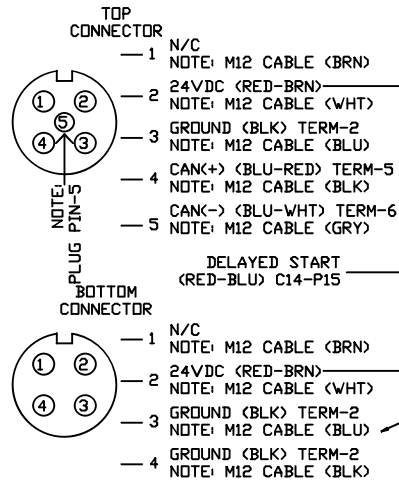 TOP
CONNECTOR
1 N/C
NOTE: M12 CABLE (BRN)
2 24VDC (RED-BRN)
NOTE: M12 CABLE (WHT)
3 GROUND (BLK) TERM-2
NOTE: M12 CABLE (BLU)
4 CAN(+) (BLU-RED) TERM-5
NOTE: M12 CABLE (BLK)
5 CAN(-) (BLU-WHT) TERM-6
NOTE: M12 CABLE (GRY)
1 2
5
4 3
NOTE:
PLUG PIN-5
DELAYED START
(RED-BLU) C14-P15
BOTTOM
CONNECTOR
1 N/C
NOTE: M12 CABLE (BRN)
2 24VDC (RED-BRN)
NOTE: M12 CABLE (WHT)
3 GROUND (BLK) TERM-2
NOTE: M12 CABLE (BLU)
4 GROUND (BLK) TERM-2
NOTE: M12 CABLE (BLK)
1 2
4 3